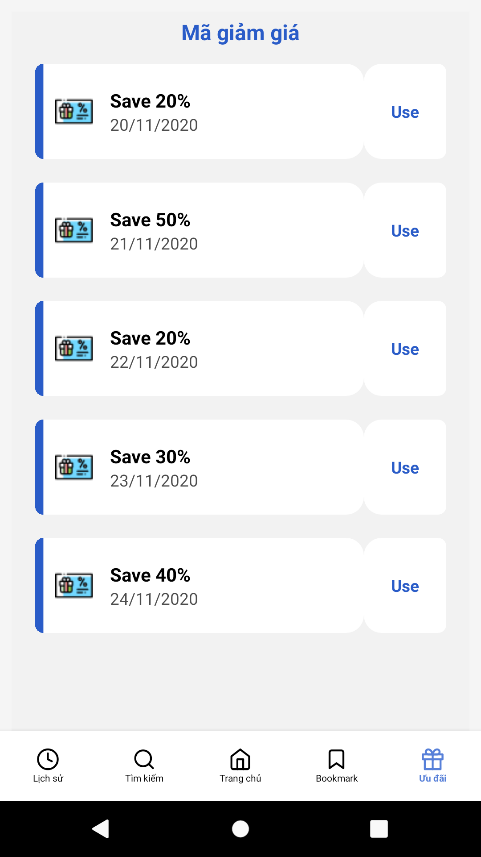 Mã giảm giá
Save 20%
20/11/2020
Use
Save 50%
21/11/2020
Use
Save 20%
22/11/2020
Use
Save 30%
23/11/2020
Use
Save 40%
24/11/2020
Use
Lịch sử
Tìm kiếm
Trang chủ
Bookmark
Ưu đãi